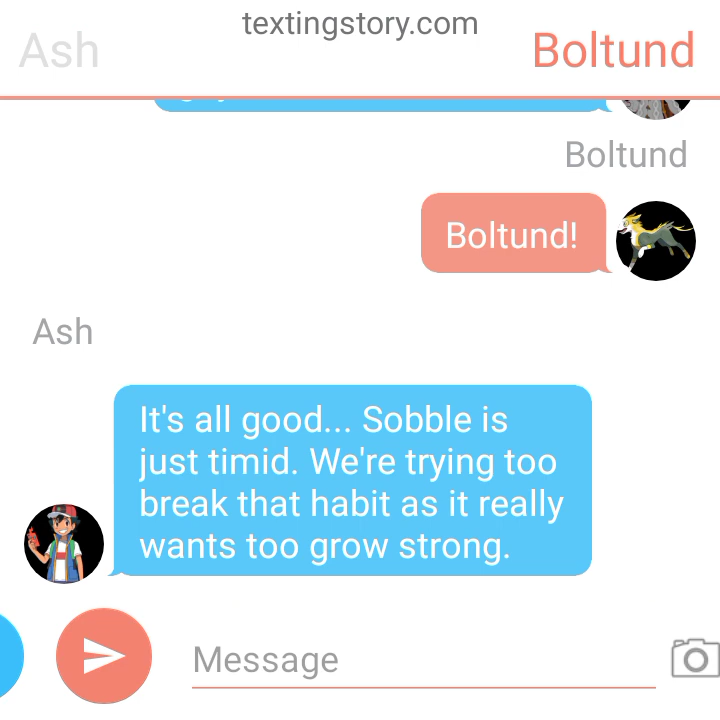 textingstory.com
Ash
Boltund
Boltund
Boltund!
Ash
It's all good... Sobble is
just timid. We're trying too
break that habit as it really
wants too grow strong.
Message